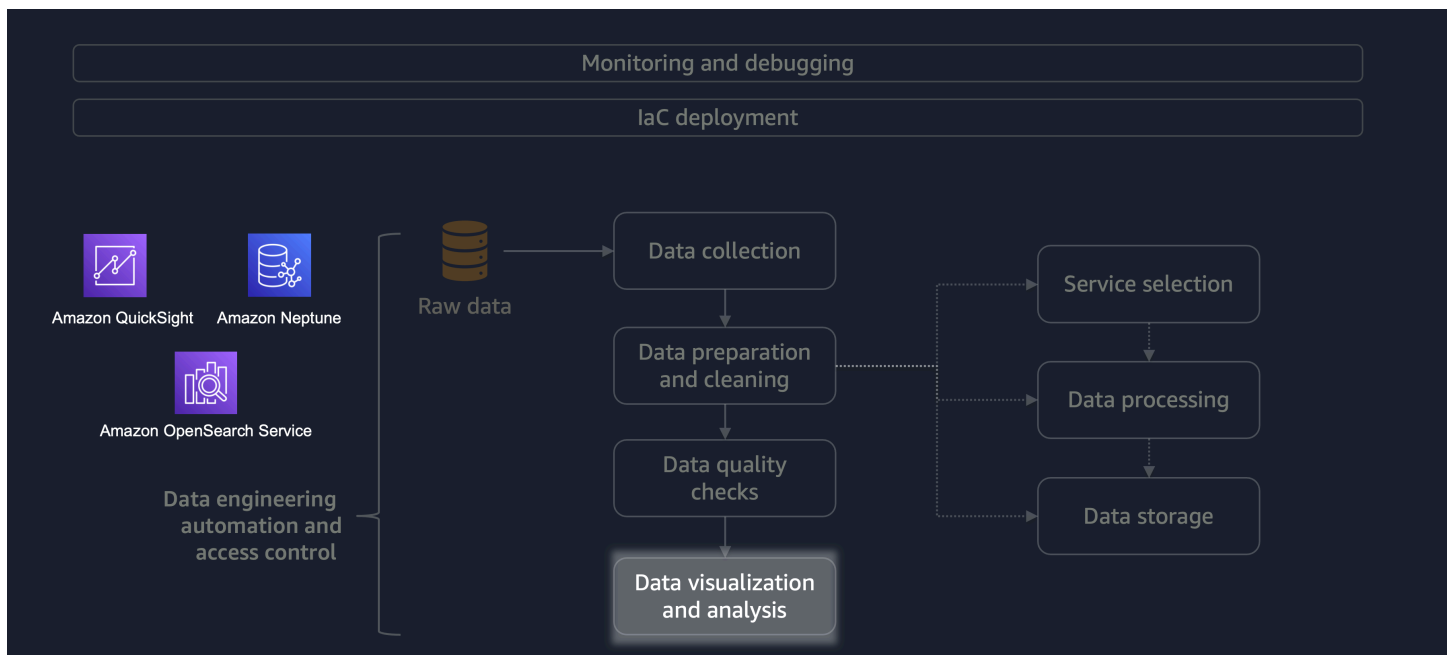 Monitoring and debugging
IaC deployment
Amazon QuickSight
Amazon Neptune
Amazon OpenSearch Service
Data engineering
automation and
access control
Raw data
Data collection
Data preparation
and cleaning
Data quality
checks
Data visualization
and analysis
Service selection
Data processing
Data storage